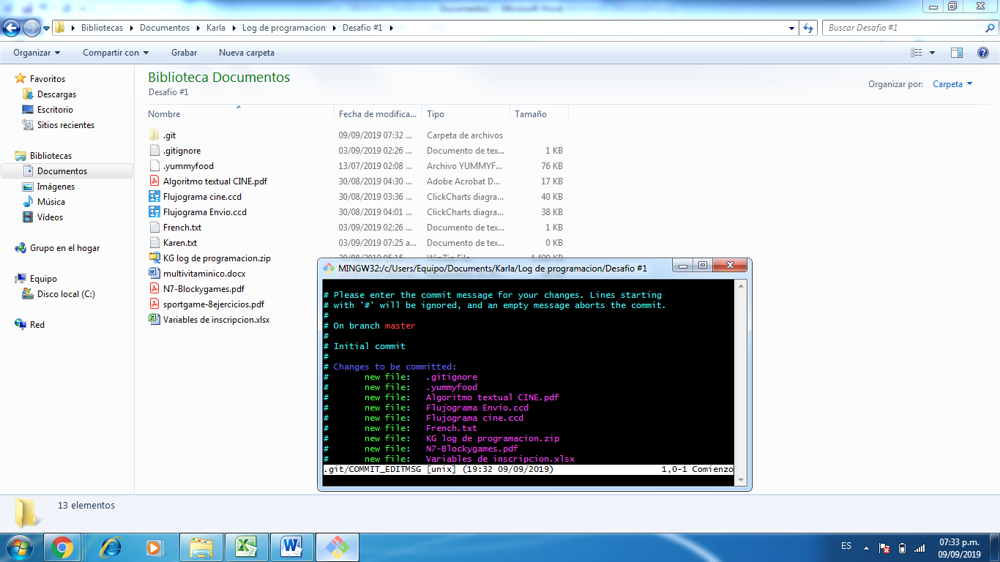 Bibliotecas Documentos Karla Log de programacion Desafio #1
Buscar Desafio #1
Organizar Compartir con Grabar Nueva carpeta
Favoritos
Descargas
Escritorio
Sitios recientes
Bibliotecas
Documentos
Imágenes
Música
Vídeos
Grupo en el hogar
Equipo
Disco local (C:)
Red
Biblioteca Documentos
Desafio #1
Organizar por: Carpeta
Nombre Fecha de modifica... Tipo Tamaño
.git 09/09/2019 07:32 ... Carpeta de archivos
.gitignore 03/09/2019 02:26 ... Documento de tex... 1 KB
.yummyfood 13/07/2019 02:08 ... Archivo YUMMYF... 76 KB
Algoritmo textual CINE.pdf 30/08/2019 04:30 ... Adobe Acrobat D... 17 KB
Flujograma cine.ccd 30/08/2019 03:36 ... ClickCharts diagra... 40 KB
Flujograma Envio.ccd 30/08/2019 04:01 ... ClickCharts diagra... 38 KB
French.txt 03/09/2019 02:26 ... Documento de tex... 1 KB
Karen.txt 03/09/2019 07:25 a... Documento de tex... 0 KB
KG log de programacion.zip
multivitaminico.docx
N7-Blockygames.pdf
sportgame-8ejercicios.pdf
Variables de inscripcion.xlsx
MINGW32:/c/Users/Equipo/Documents/Karla/Log de programacion/Desafio #1
# Please enter the commit message for your changes. Lines starting
# with '#' will be ignored, and an empty message aborts the commit.
#
# On branch master
#
# Initial commit
#
# Changes to be committed:
# new file: .gitignore
# new file: .yummyfood
# new file: Algoritmo textual CINE.pdf
# new file: Flujograma Envio.ccd
# new file: Flujograma cine.ccd
# new file: French.txt
# new file: KG log de programacion.zip
# new file: N7-Blockygames.pdf
# new file: Variables de inscripcion.xlsx
.git/COMMIT_EDITMSG [unix] (19:32 09/09/2019) 1,0-1 Comienzo
13 elementos
ES
07:33 p.m.
09/09/2019